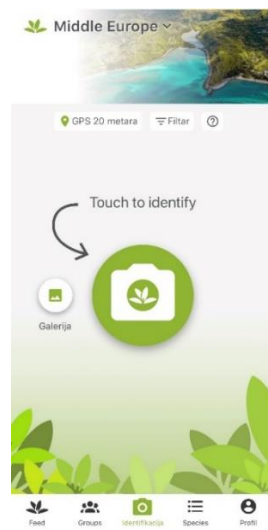 Middle Europe
GPS 20 metara Filtar
Touch to identify
Galerija
Feed Groups Identifikacija Species Profil